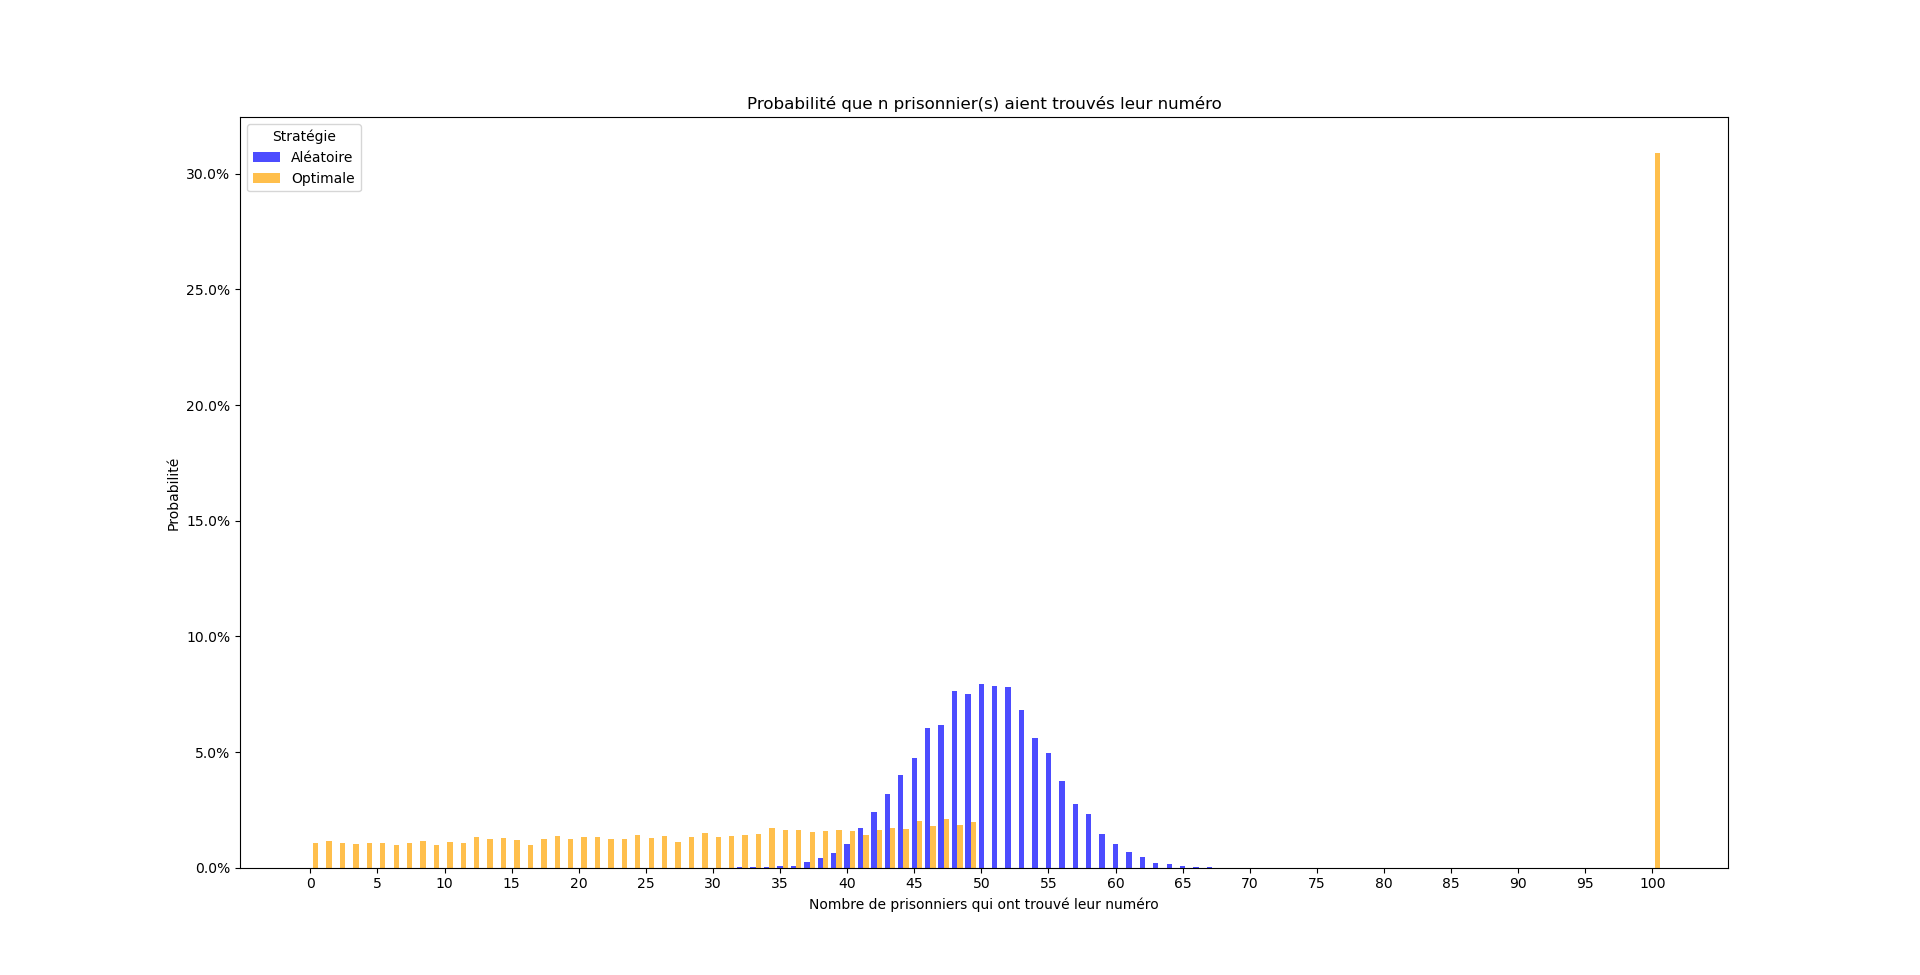 Probabilité que n prisonnier(s) aient trouvés leur numéro
Stratégie
Aléatoire
Optimale
30.0%
25.0%
20.0%
15.0%
10.0%
5.0%
0.0%
Probabilité
0 5 10 15 20 25 30 35 40 45 50 55 60 65 70 75 80 85 90 95 100
Nombre de prisonniers qui ont trouvé leur numéro